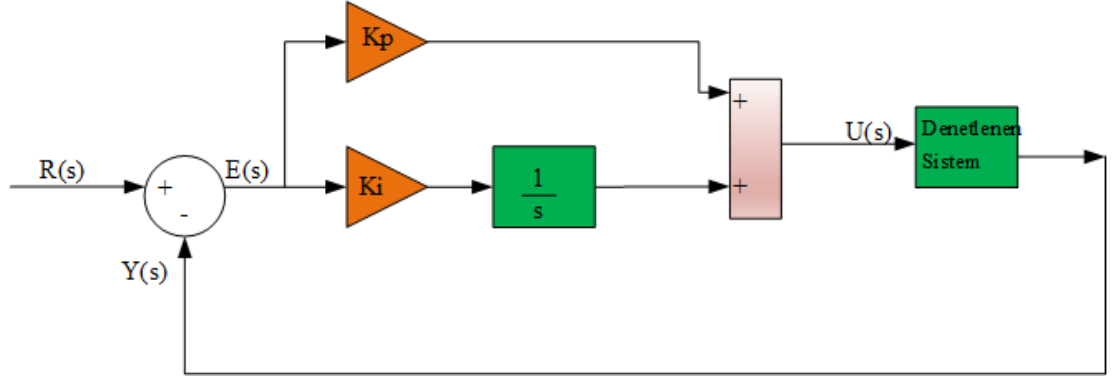 Kp
+
U(s)
Denetlenen
Sistem
R(s)
+
-
E(s)
Ki
1
s
+
Y(s)